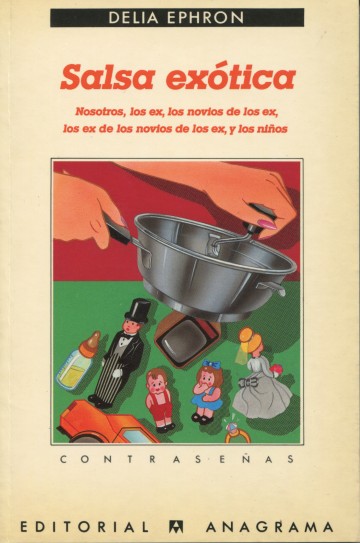 DELIA EPHRON
Salsa exótica
Nosotros, los ex, los novios de los ex,
los ex de los novios de los ex, y los niños
CONTRASEÑAS
EDITORIAL ANAGRAMA